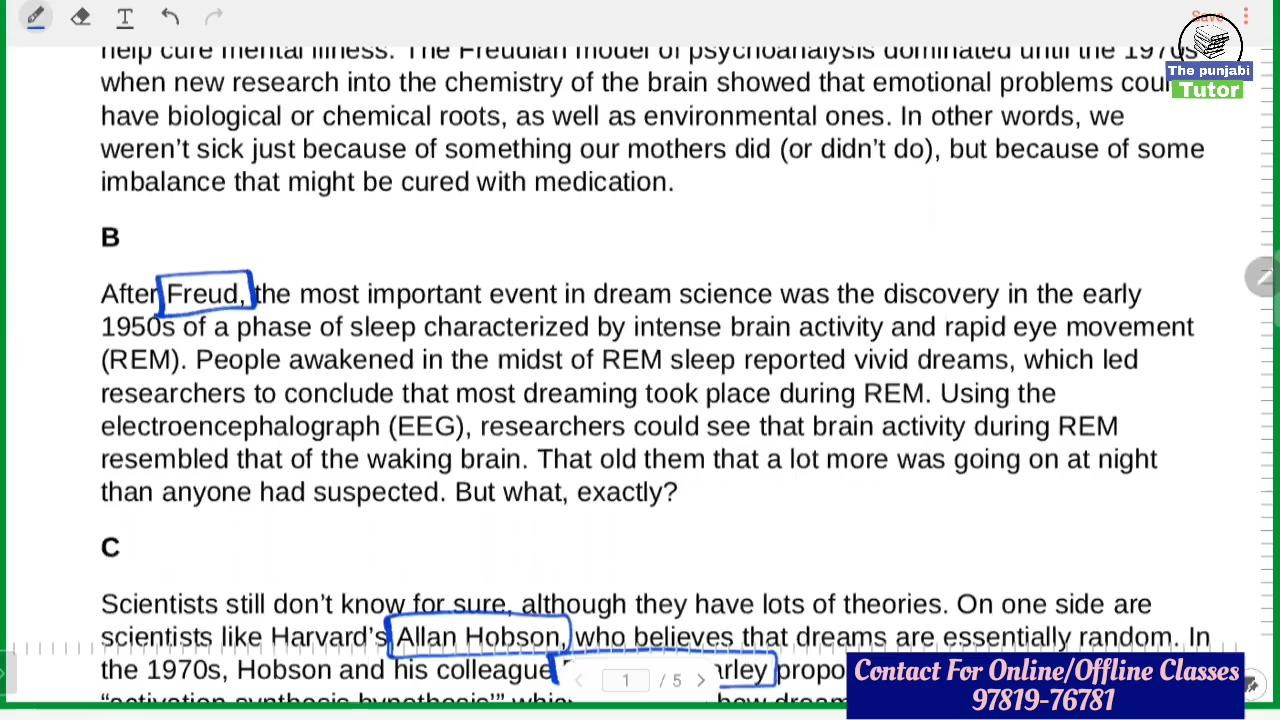 Save
The punjabi
Tutor
help cure mental illness. The Freudian model of psychoanalysis dominated until the 1970s
when new research into the chemistry of the brain showed that emotional problems
have biological or chemical roots, as well as environmental ones. In other words, we
weren’t sick just because of something our mothers did (or didn’t do), but because of some
imbalance that might be cured with medication.
B
After Freud, the most important event in dream science was the discovery in the early
1950s of a phase of sleep characterized by intense brain activity and rapid eye movement
(REM). People awakened in the midst of REM sleep reported vivid dreams, which led
researchers to conclude that most dreaming took place during REM. Using the
electroencephalograph (EEG), researchers could see that brain activity during REM
resembled that of the waking brain. That old them that a lot more was going on at night
than anyone had suspected. But what, exactly?
C
Scientists still don’t know for sure, although they have lots of theories. On one side are
scientists like Harvard’s Allan Hobson, who believes that dreams are essentially random. In
the 1970s, Hobson and his colleague
“activation synthesis hypothesis’”
1 / 5
Contact For Online/Offline Classes
97819-76781